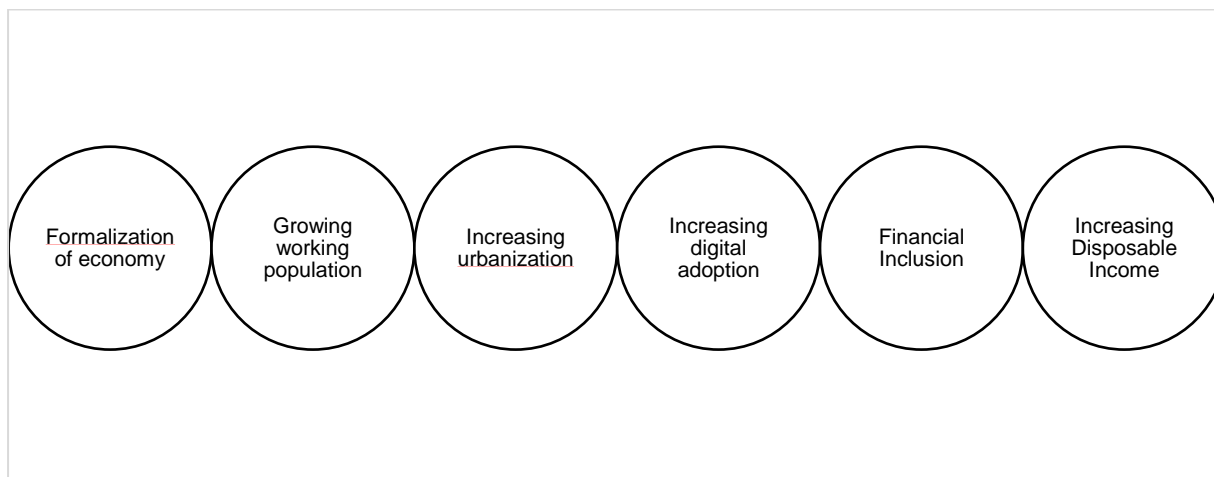 Formalization
of economy
Growing
working
population
Increasing
urbanization
Increasing
digital
adoption
Financial
Inclusion
Increasing
Disposable
Income